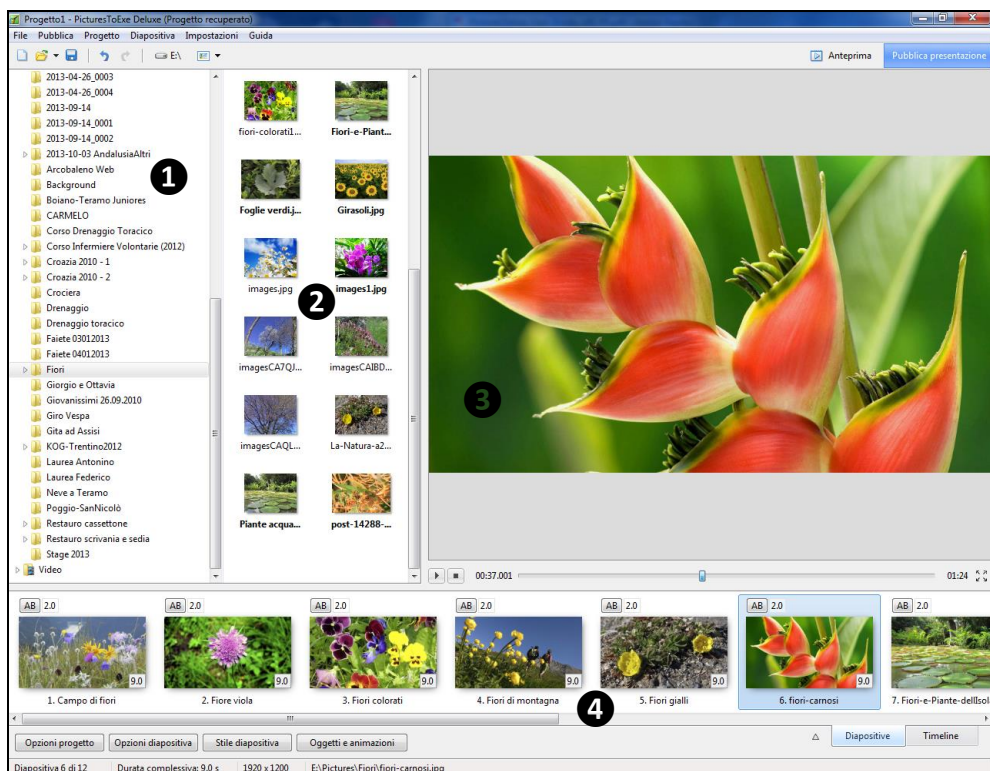 Progetto1 - PicturesToExe Deluxe (Progetto recuperato)
File Pubblica Progetto Diapositiva Impostazioni Guida
E:\ Anteprima Pubblica presentazione
2013-04-26_0003
2013-04-26_0004
2013-09-14
2013-09-14_0001
2013-09-14_0002
2013-10-03 AndalusiaAltri
Arcobaleno Web
Background
Boiano-Teramo Juniores
CARMELO
Corso Drenaggio Toracico
Corso Infermiere Volontarie (2012)
Croazia 2010 - 1
Croazia 2010 - 2
Crociera
Drenaggio
Drenaggio toracico
Faiete 03012013
Faiete 04012013
Fiori
Giorgio e Ottavia
Giovanissimi 26.09.2010
Giro Vespa
Gita ad Assisi
KOG-Trentino2012
Laurea Antonino
Laurea Federico
Neve a Teramo
Poggio-SanNicolò
Restauro cassettone
Restauro scrivania e sedia
Stage 2013
Video
1
fiori-colorati1... Fiori-e-Piant...
Foglie verdi.j... Girasoli.jpg
images.jpg images1.jpg
2
imagesCA7QJ... imagesCAIBD...
imagesCAQL... La-Natura-a2...
Piante acqua... post-14288-...
3
00:37.001 01:24
AB 2.0 AB 2.0 AB 2.0 AB 2.0 AB 2.0 AB 2.0 AB 2.0
9.0 9.0 9.0 9.0 9.0 9.0
1. Campo di fiori 2. Fiore viola 3. Fiori colorati 4. Fiori di montagna 5. Fiori gialli 6. fiori-carnosi 7. Fiori-e-Piante-dellIsol
4
Opzioni progetto Opzioni diapositiva Stile diapositiva Oggetti e animazioni Diapositive Timeline
Diapositiva 6 di 12 Durata complessiva: 9.0 s 1920 x 1200 E:\Pictures\Fiori\fiori-carnosi.jpg